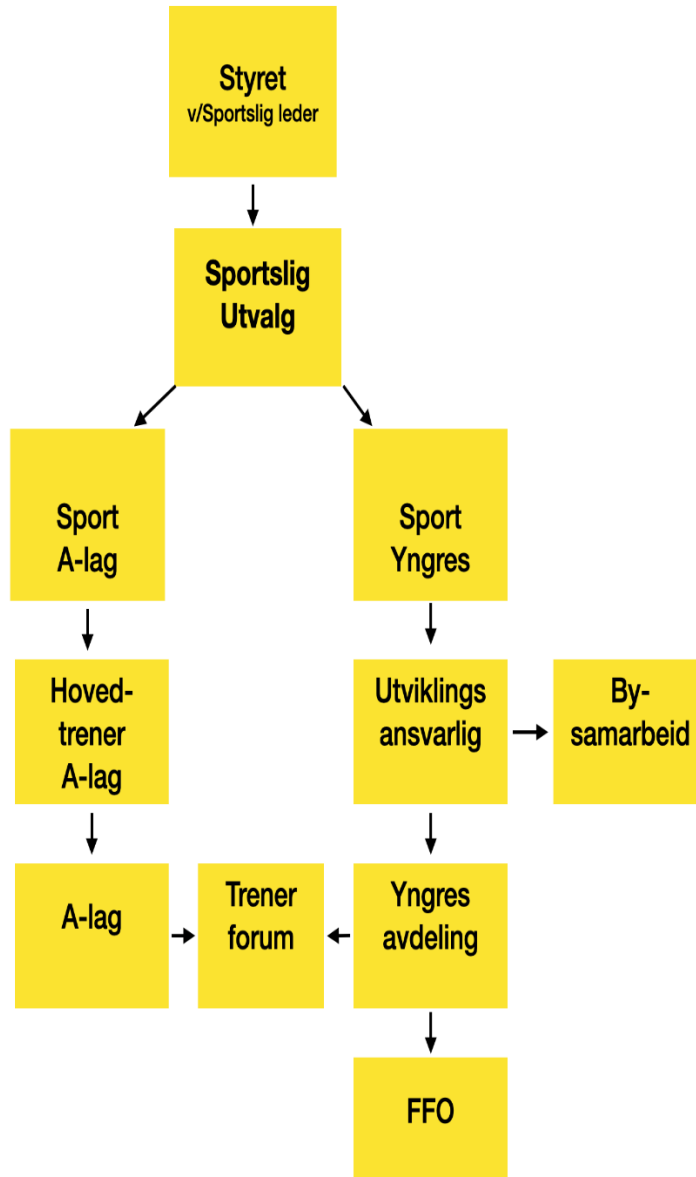 Styret
v/Sportslig leder
Sportslig
Utvalg
Sport
A-lag
Sport
Yngres
Hoved-
trener
A-lag
Utviklings
ansvarlig
By-
samarbeid
A-lag
Trener
forum
Yngres
avdeling
FFO